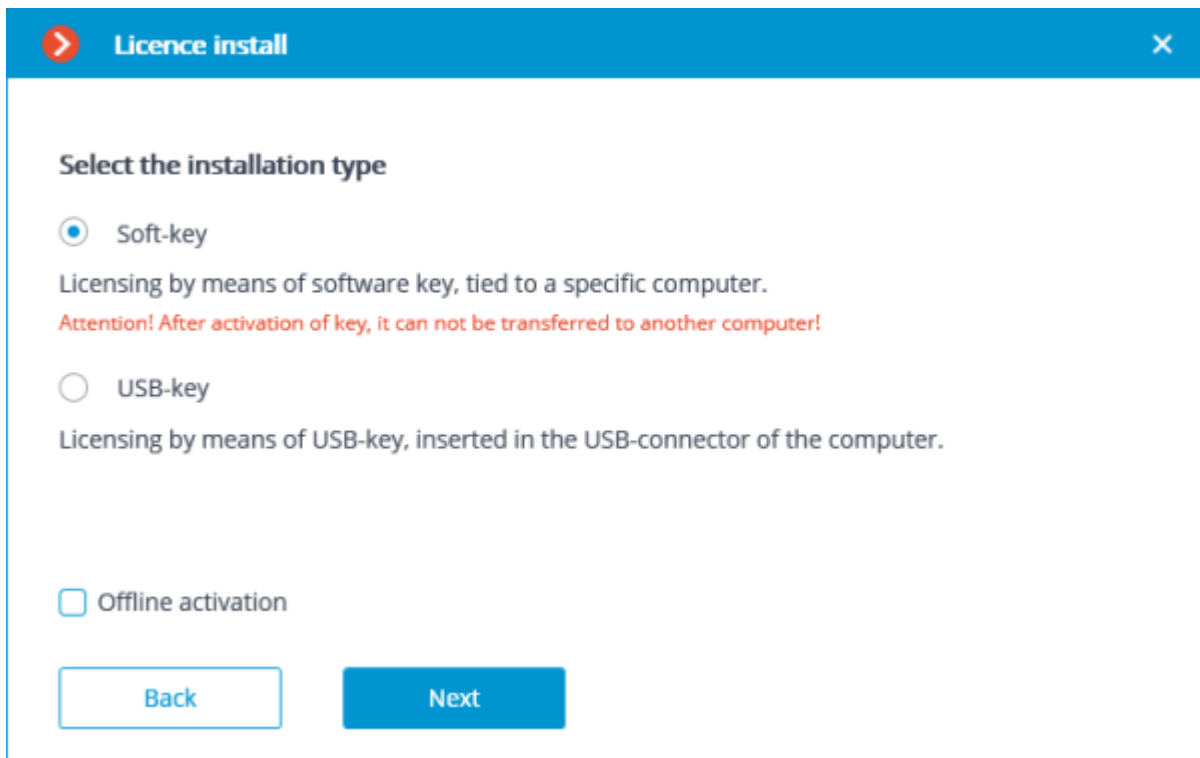 Licence install
Select the installation type
Soft-key
Licensing by means of software key, tied to a specific computer.
Attention! After activation of key, it can not be transferred to another computer!
USB-key
Licensing by means of USB-key, inserted in the USB-connector of the computer.
Offline activation
Back
Next